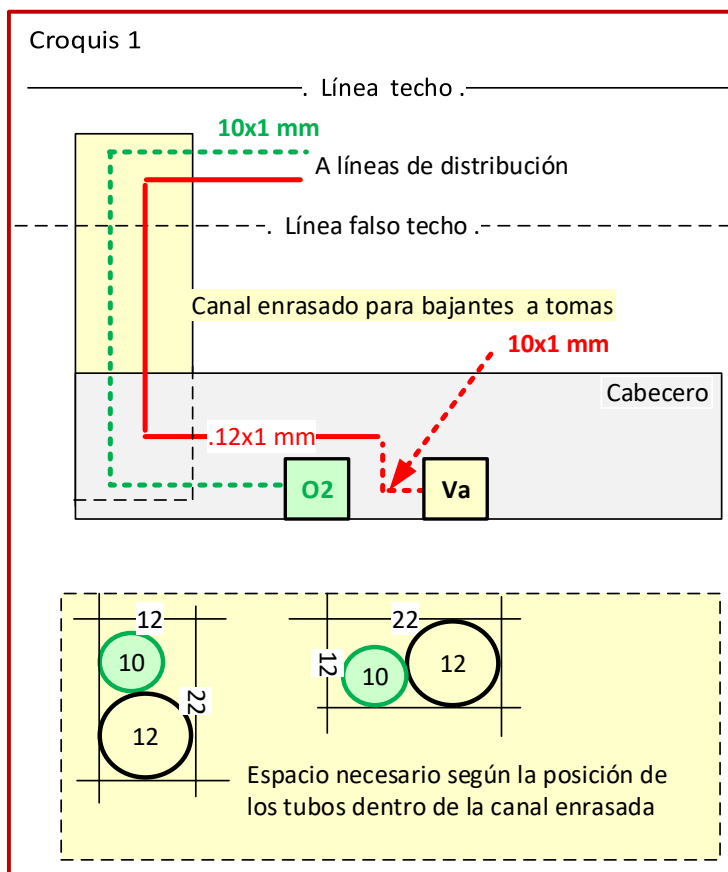 Croquis 1
. Línea techo .
10x1 mm
A líneas de distribución
. Línea falso techo .
Canal enrasado para bajantes a tomas
10x1 mm
Cabecero
.12x1 mm
O2
Va
12
10
22
12
22
12
10
12
Espacio necesario según la posición de
los tubos dentro de la canal enrasada